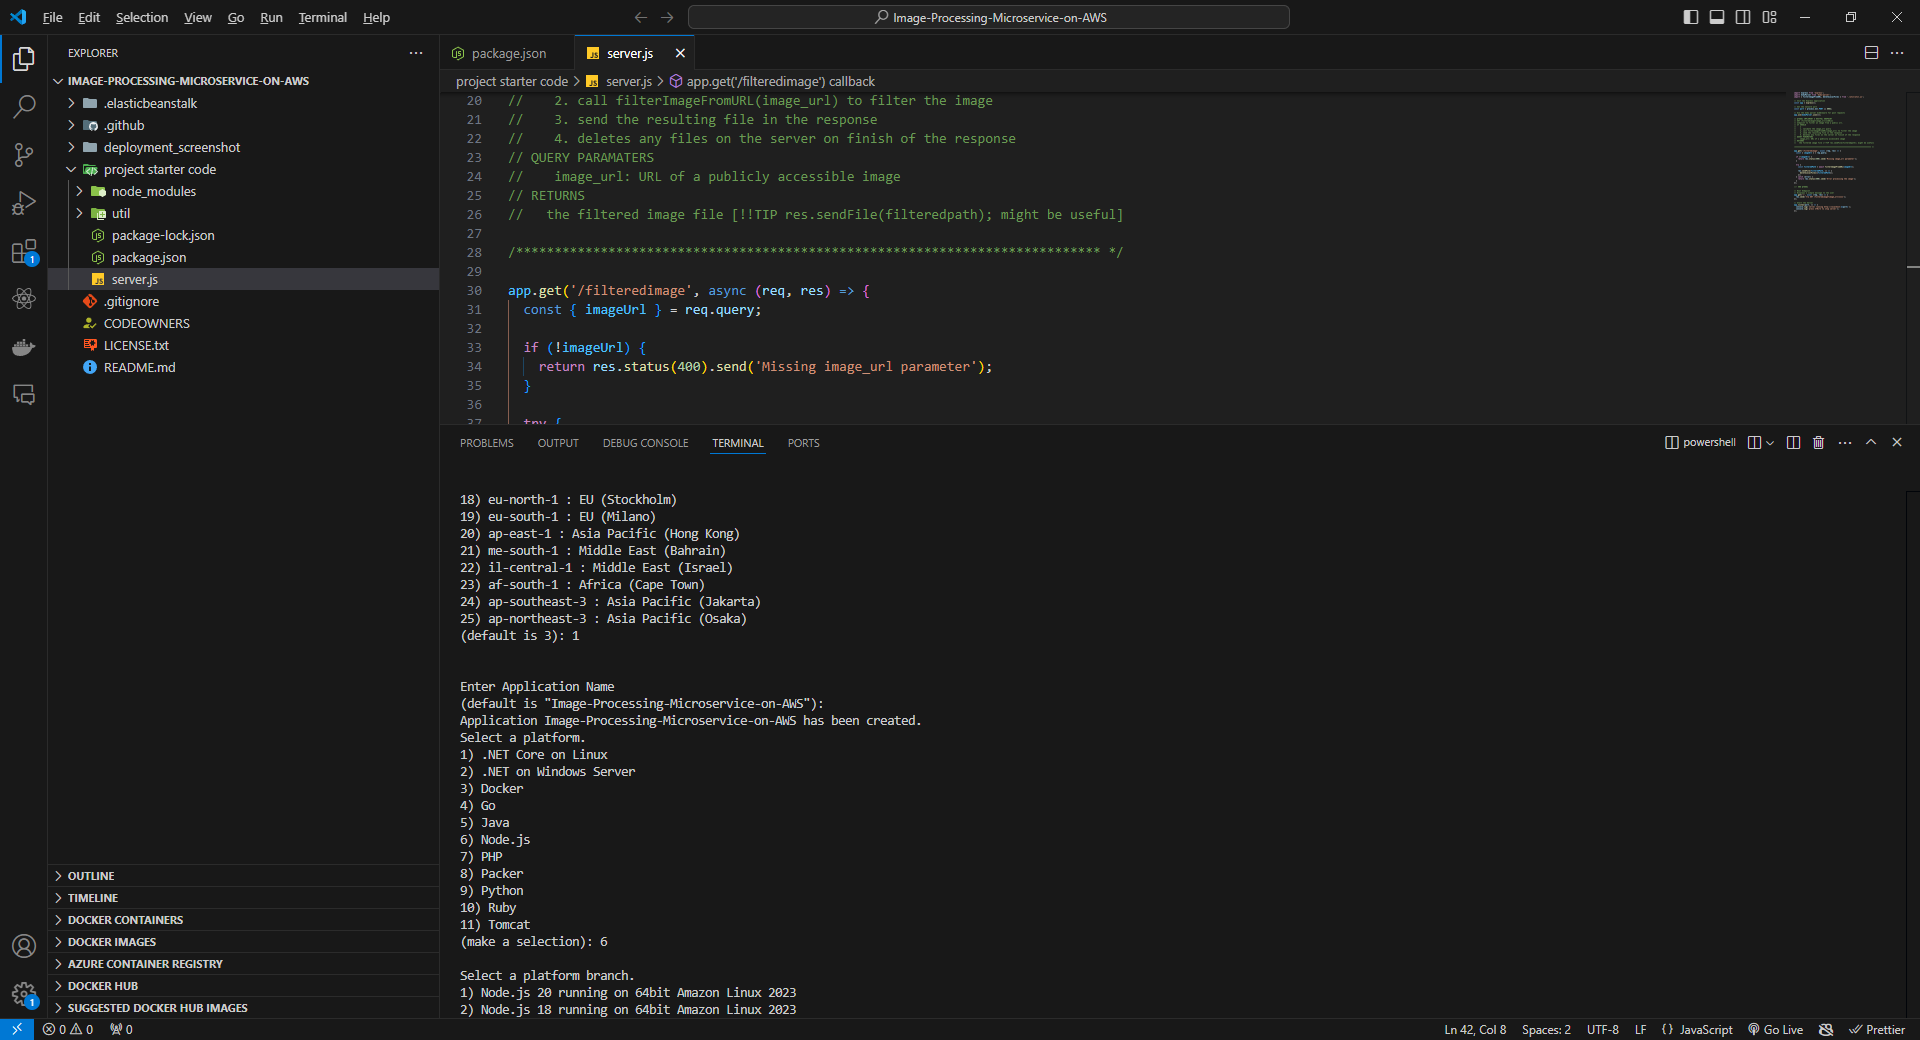 File Edit Selection View Go Run Terminal Help
Image-Processing-Microservice-on-AWS
EXPLORER
IMAGE-PROCESSING-MICROSERVICE-ON-AWS
.elasticbeanstalk
.github
deployment_screenshot
project starter code
node_modules
util
package-lock.json
package.json
server.js
.gitignore
CODEOWNERS
LICENSE.txt
README.md
OUTLINE
TIMELINE
DOCKER CONTAINERS
DOCKER IMAGES
AZURE CONTAINER REGISTRY
DOCKER HUB
SUGGESTED DOCKER HUB IMAGES
package.json server.js
project starter code > server.js > app.get('/filteredimage') callback
20 //    2. call filterImageFromURL(image_url) to filter the image
21 //    3. send the resulting file in the response
22 //    4. deletes any files on the server on finish of the response
23 // QUERY PARAMATERS
24 //    image_url: URL of a publicly accessible image
25 // RETURNS
26 //   the filtered image file [!!TIP res.sendFile(filteredpath); might be useful]
27
28 /**************************************************************************** */
29
30 app.get('/filteredimage', async (req, res) => {
31   const { imageUrl } = req.query;
32
33   if (!imageUrl) {
34     return res.status(400).send('Missing image_url parameter');
35   }
36
37   try {
PROBLEMS OUTPUT DEBUG CONSOLE TERMINAL PORTS
powershell
18) eu-north-1 : EU (Stockholm)
19) eu-south-1 : EU (Milano)
20) ap-east-1 : Asia Pacific (Hong Kong)
21) me-south-1 : Middle East (Bahrain)
22) il-central-1 : Middle East (Israel)
23) af-south-1 : Africa (Cape Town)
24) ap-southeast-3 : Asia Pacific (Jakarta)
25) ap-northeast-3 : Asia Pacific (Osaka)
(default is 3): 1
Enter Application Name
(default is "Image-Processing-Microservice-on-AWS"):
Application Image-Processing-Microservice-on-AWS has been created.
Select a platform.
1) .NET Core on Linux
2) .NET on Windows Server
3) Docker
4) Go
5) Java
6) Node.js
7) PHP
8) Packer
9) Python
10) Ruby
11) Tomcat
(make a selection): 6
Select a platform branch.
1) Node.js 20 running on 64bit Amazon Linux 2023
2) Node.js 18 running on 64bit Amazon Linux 2023
1
1
0 0 0 Ln 42, Col 8 Spaces: 2 UTF-8 LF {} JavaScript Go Live Prettier